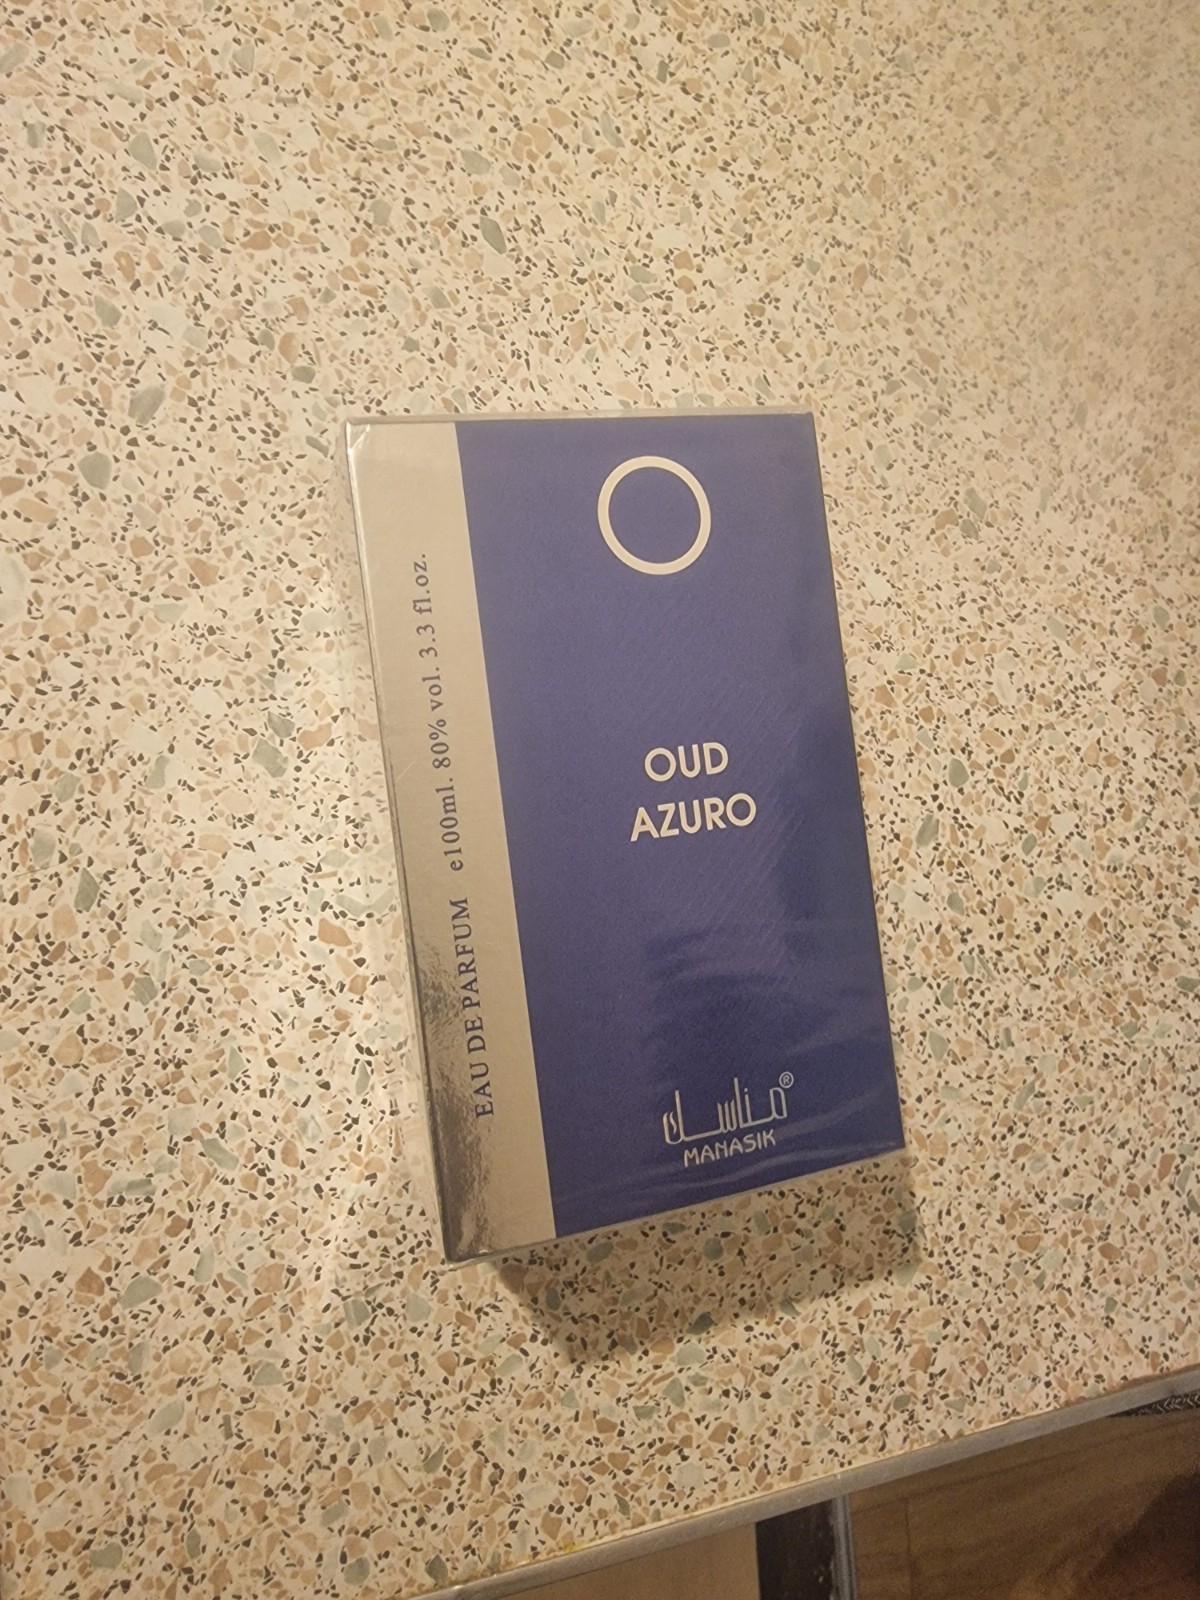 EAU DE PARFUM e100ml. 80% vol. 3.3 fl.oz.
OUD
AZURO
مناسك®
MANASIK